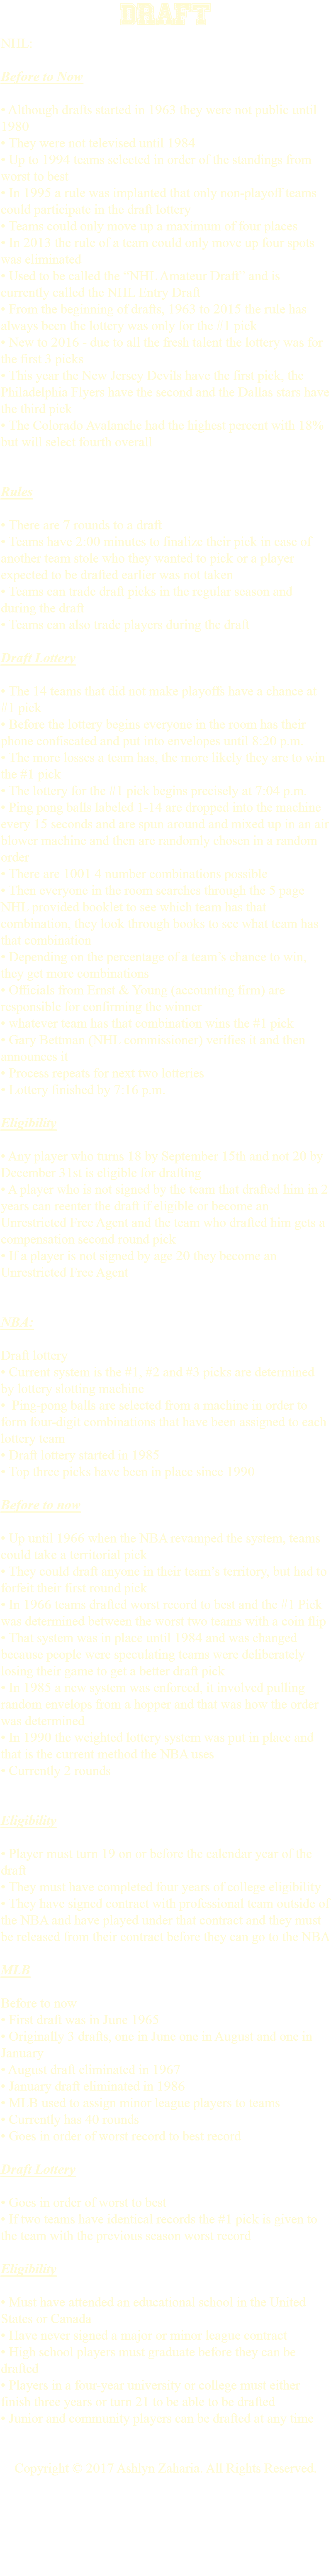 DRAFT
NHL:
Before to Now
• Although drafts started in 1963 they were not public until
1980
• They were not televised until 1984
• Up to 1994 teams selected in order of the standings from
worst to best
• In 1995 a rule was implanted that only non-playoff teams
could participate in the draft lottery
• Teams could only move up a maximum of four places
• In 2013 the rule of a team could only move up four spots
was eliminated
• Used to be called the “NHL Amateur Draft” and is
currently called the NHL Entry Draft
• From the beginning of drafts, 1963 to 2015 the rule has
always been the lottery was only for the #1 pick
• New in 2016 - due to all the front talent the lottery was for
the first 3 picks
• This year the New Jersey Devils have the first pick, the
Philadelphia Flyers have the second and the Dallas stars have
the third pick
• The Colorado Avalanche had the highest percent with 18%
but will select fourth overall
Rules
• There are 7 rounds to a draft
• Teams have 2:00 minutes to finalize their pick in case of
another team stole who they wanted to pick or a player
expected to be drafted earlier was not taken
• Teams can trade draft picks in the regular season and
during the draft
• Teams can also trade players during the draft
Draft Lottery
• The 14 teams that did not make playoffs have a chance at
#1 pick
• Before the lottery begins everyone in the room has their
phone confiscated and put into envelopes until 8:20 p.m.
• The more losses a team has, the more likely they are to win
the #1 pick
• The lottery for the #1 pick begins precisely at 7:04 p.m
• Ping pong balls labeled 1-14 are dropped into the machine
every 15 seconds and are spun around and mixed up in an air
blower machine and then are randomly chosen in a random
order
• There are 1001 4 number combinations possible
• Then everyone in the room searches through the 5 page
NHL provided booklet to see which team has that
combination, they look through books to see what team has
that combination
• Depending on the percentage of a team’s chance to win,
they get more combinations
• Officials from Ernst & Young (accounting firm) are
responsible for confirming the winner
• whatever team has that combination wins the #1 pick
• Gary Bettman (NHL commissioner) verifies it and then
announces it
• Process repeats for next two lotteries
• Lottery finished by 7:16 p.m.
Eligibility
• Any player who turns 18 by September 15th and not 20 by
December 31st is eligible for drafting
• A player who is not signed by the team that drafted him in 2
years can reenter the draft if eligible or become an
Unrestricted Free Agent and the team who drafted him gets a
compensation second-round pick
• If a player is not signed by age 20 they become an
Unrestricted Free Agent
NBA:
Draft lottery
• Current system is the #1, #2 and #3 picks are determined
by lottery slotting machine
• Ping-pong balls are selected from a machine in order to
form four-digit combinations that have been assigned to each
lottery team
• Draft lottery started in 1985
• Top three picks have been in place since 1990
Before to now
• Up until 1966 when the NBA revamped the system, teams
could take a territorial pick
• They could draft anyone in their team’s territory, but had to
forfeit their first round pick
• In 1966 teams drafted worst record to best and the #1 Pick
was determined between the worst two teams with a coin flip
• That system was in place until 1984 and was changed
because people were speculating teams were deliberately
losing their game to get a better draft pick
• In 1985 a new system was enforced, it involved pulling
random envelops from a hopper and that was how the order
was determined
• In 1990 the weighted lottery system was put in place and
that is the current method the NBA uses
• Currently 2 rounds
Eligibility
• Player must turn 19 on or before the calendar year of the
draft
• They must have completed four years of college eligibility
• They have signed contract with professional team outside of
the NBA and have played under that contract and they must
be released from their contract before they can go to the NBA
MLB
Before to now
• First draft was in June 1965
• Originally 3 drafts, one in June one in August and one in
January
• August draft eliminated in 1967
• January draft eliminated in 1986
• MLB used to assign minor league players to teams
• Currently has 40 rounds
• Goes in order of worst record to best record
Draft Lottery
• Goes in order of worst to best
• If two teams have identical records the #1 pick is given to
the team with the previous season worst record
Eligibility
• Must have attended an educational school in the United
States or Canada
• Have never signed a major or minor league contract
• High school players must graduate before they can be
drafted
• Players in a four-year university or college must either
finish three years or turn 21 to be able to be drafted
• Junior and community players can be drafted at any time
Copyright © 2017 Ashlyn Zaharia. All Rights Reserved.